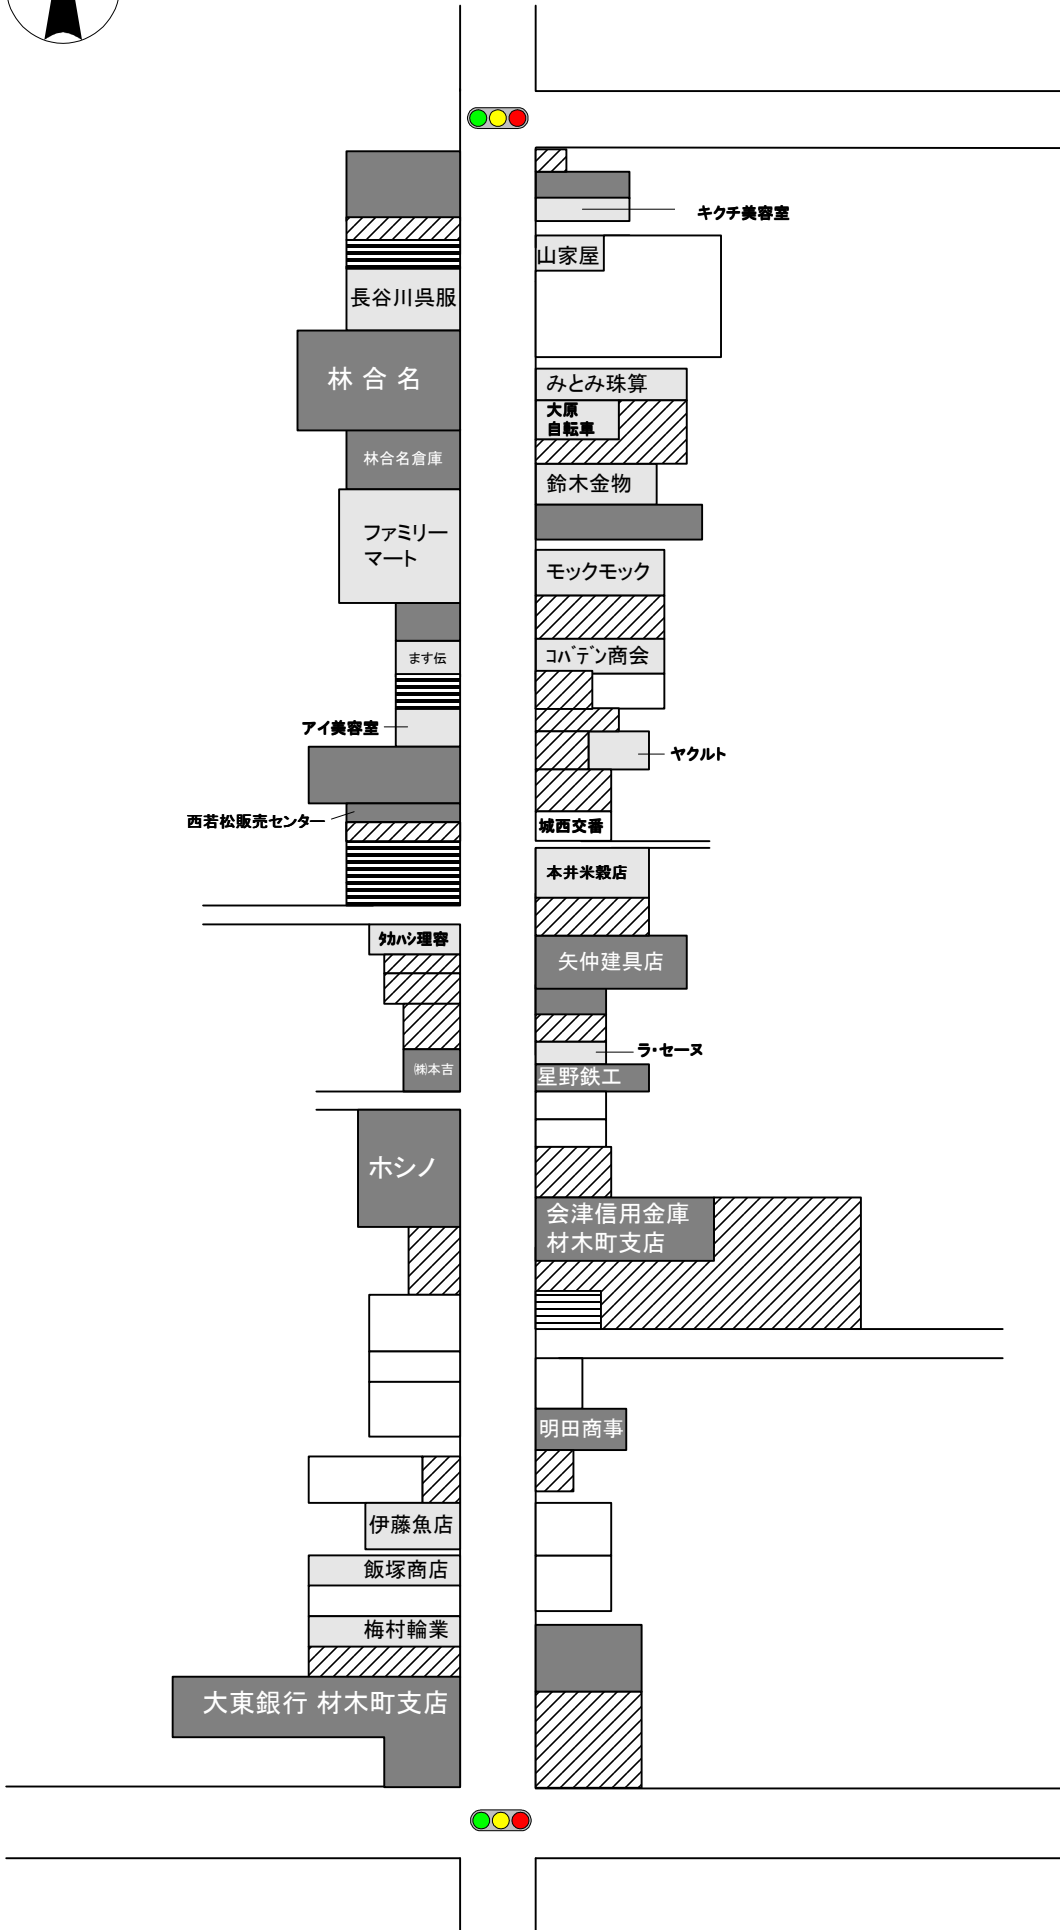 キクチ美容室
山家屋
長谷川呉服
林 合 名
みとみ珠算
大原
自転車
林合名倉庫
鈴木金物
ファミリー
マート
モックモック
ます伝
ｺﾊﾞﾃﾞﾝ商会
アイ美容室
ヤクルト
西若松販売センター
城西交番
本井米穀店
ﾀｶﾊｼ理容
矢仲建具店
ラ・セーヌ
㈱本吉
星野鉄工
ホシノ
会津信用金庫
材木町支店
明田商事
伊藤魚店
飯塚商店
梅村輪業
大東銀行 材木町支店